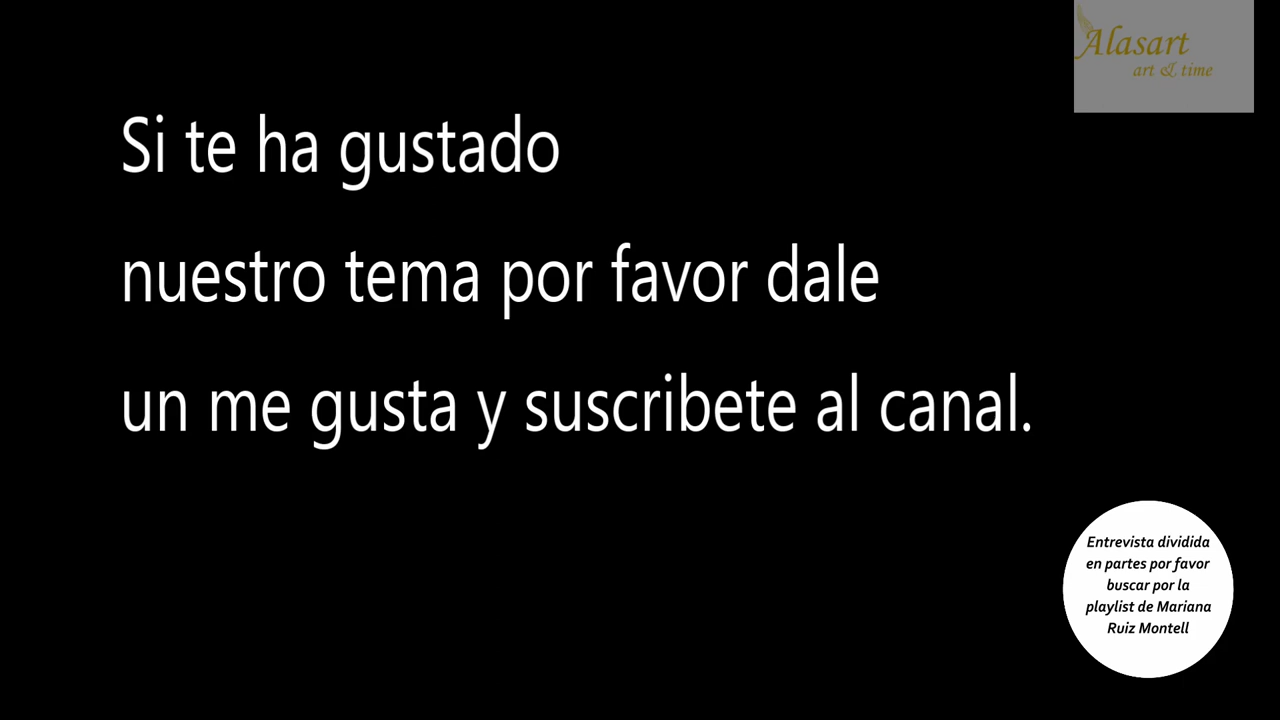 Alasart
art & time
Si te ha gustado
nuestro tema por favor dale
un me gusta y suscribete al canal.
Entrevista dividida
en partes por favor
buscar por la
playlist de Mariana
Ruiz Montell